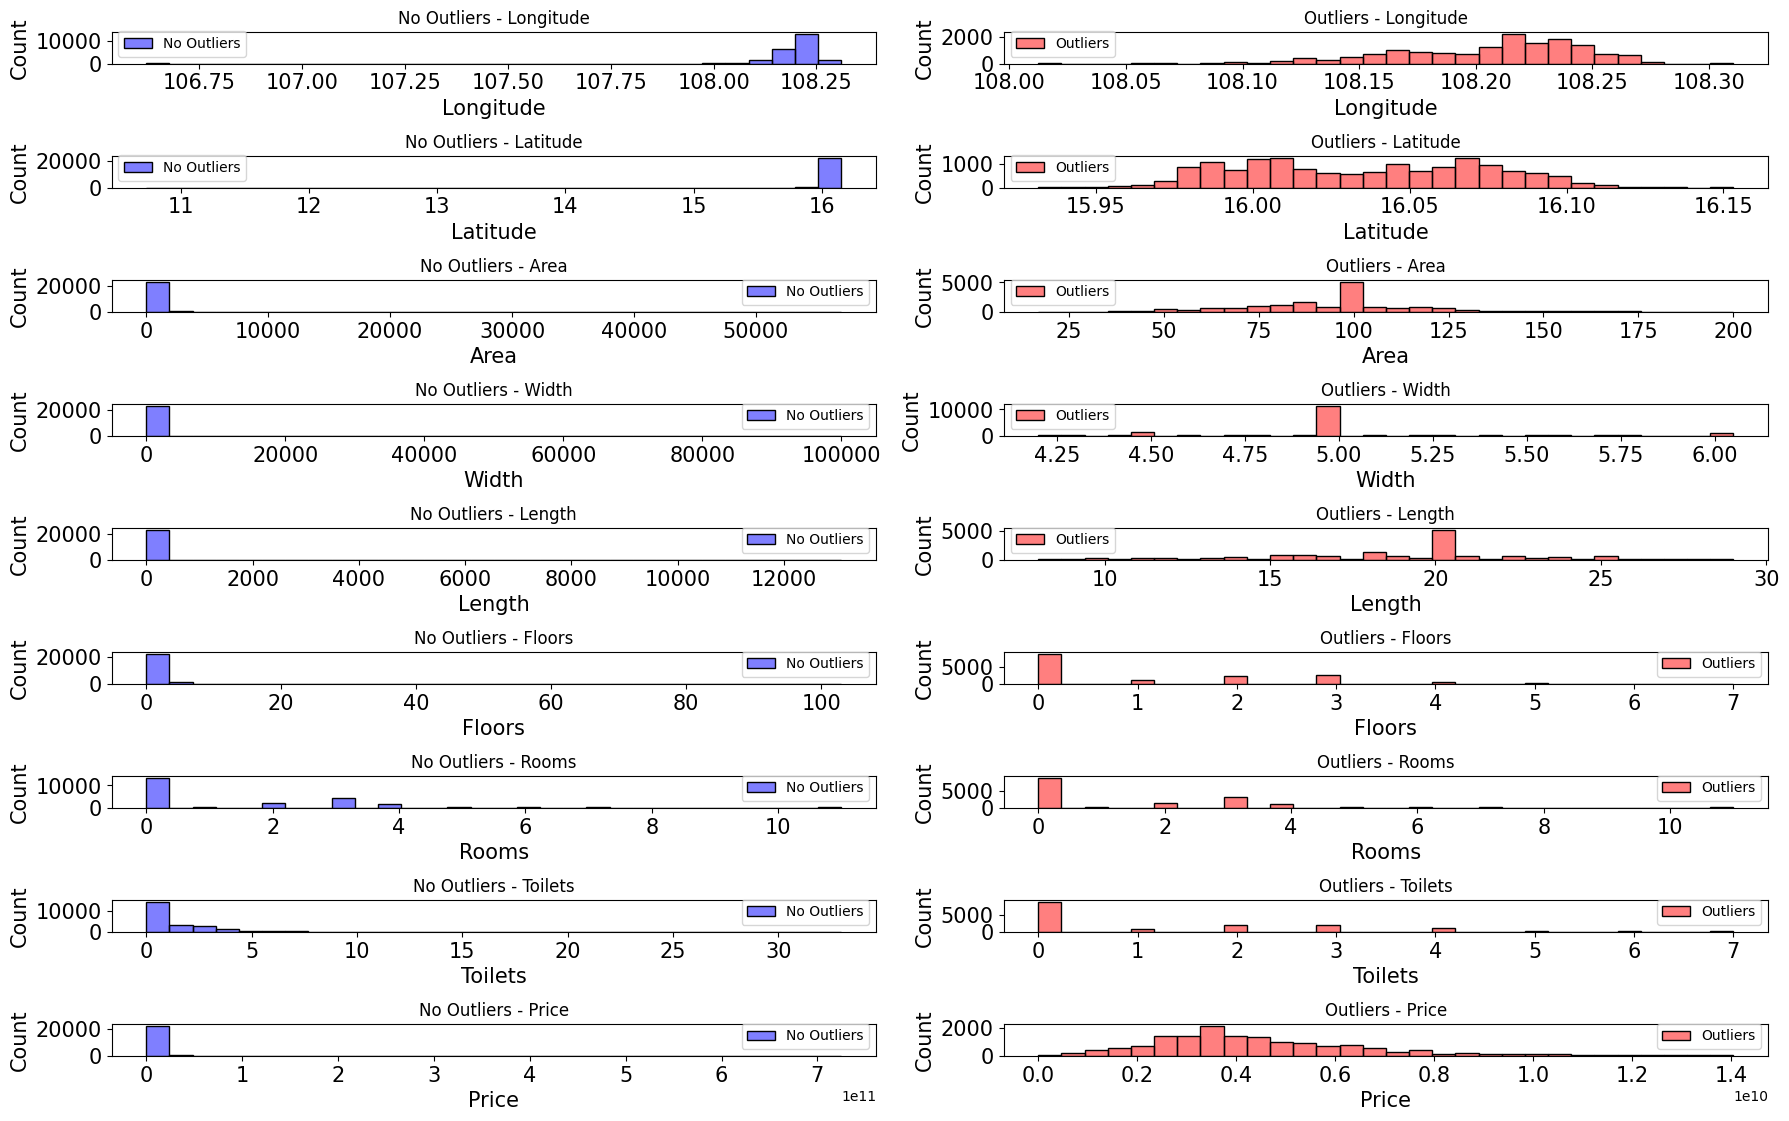 No Outliers - Longitude
Count
10000
0
No Outliers
106.75 107.00 107.25 107.50 107.75 108.00 108.25
Longitude
Outliers - Longitude
Count
2000
0
Outliers
108.00 108.05 108.10 108.15 108.20 108.25 108.30
Longitude
No Outliers - Latitude
Count
20000
0
No Outliers
11 12 13 14 15 16
Latitude
Outliers - Latitude
Count
1000
0
Outliers
15.95 16.00 16.05 16.10 16.15
Latitude
No Outliers - Area
Count
20000
0
No Outliers
0 10000 20000 30000 40000 50000
Area
Outliers - Area
Count
5000
0
Outliers
25 50 75 100 125 150 175 200
Area
No Outliers - Width
Count
20000
0
No Outliers
0 20000 40000 60000 80000 100000
Width
Outliers - Width
Count
10000
0
Outliers
4.25 4.50 4.75 5.00 5.25 5.50 5.75 6.00
Width
No Outliers - Length
Count
20000
0
No Outliers
0 2000 4000 6000 8000 10000 12000
Length
Outliers - Length
Count
5000
0
Outliers
10 15 20 25 30
Length
No Outliers - Floors
Count
20000
0
No Outliers
0 20 40 60 80 100
Floors
Outliers - Floors
Count
5000
0
Outliers
0 1 2 3 4 5 6 7
Floors
No Outliers - Rooms
Count
10000
0
No Outliers
0 2 4 6 8 10
Rooms
Outliers - Rooms
Count
5000
0
Outliers
0 2 4 6 8 10
Rooms
No Outliers - Toilets
Count
10000
0
No Outliers
0 5 10 15 20 25 30
Toilets
Outliers - Toilets
Count
5000
0
Outliers
0 1 2 3 4 5 6 7
Toilets
No Outliers - Price
Count
20000
0
No Outliers
0 1 2 3 4 5 6 7
1e11
Price
Outliers - Price
Count
2000
0
Outliers
0.0 0.2 0.4 0.6 0.8 1.0 1.2 1.4
1e10
Price